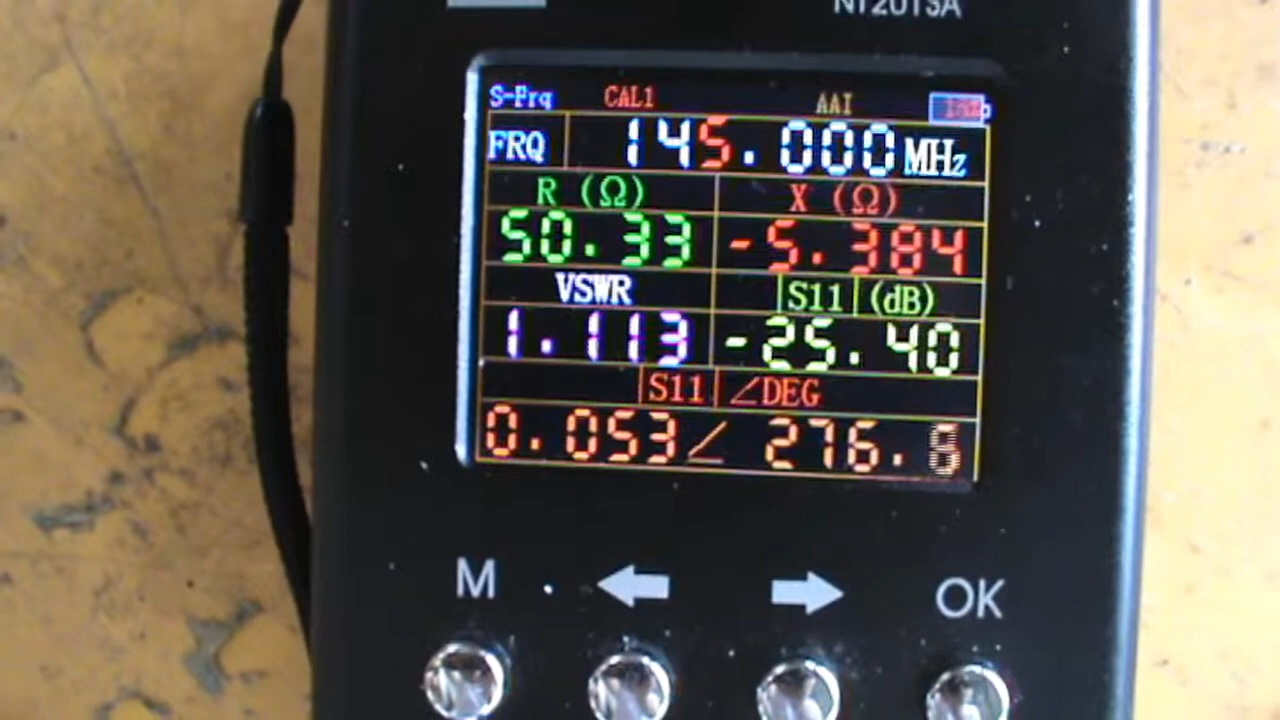 NT2013A
S-Frq CAL1 AAI
FRQ 145.000 MHz
R (Ω) X (Ω)
50.33 -5.384
VSWR |S11| (dB)
1.113 -25.40
|S11| ∠DEG
0.053∠ 276.
M OK